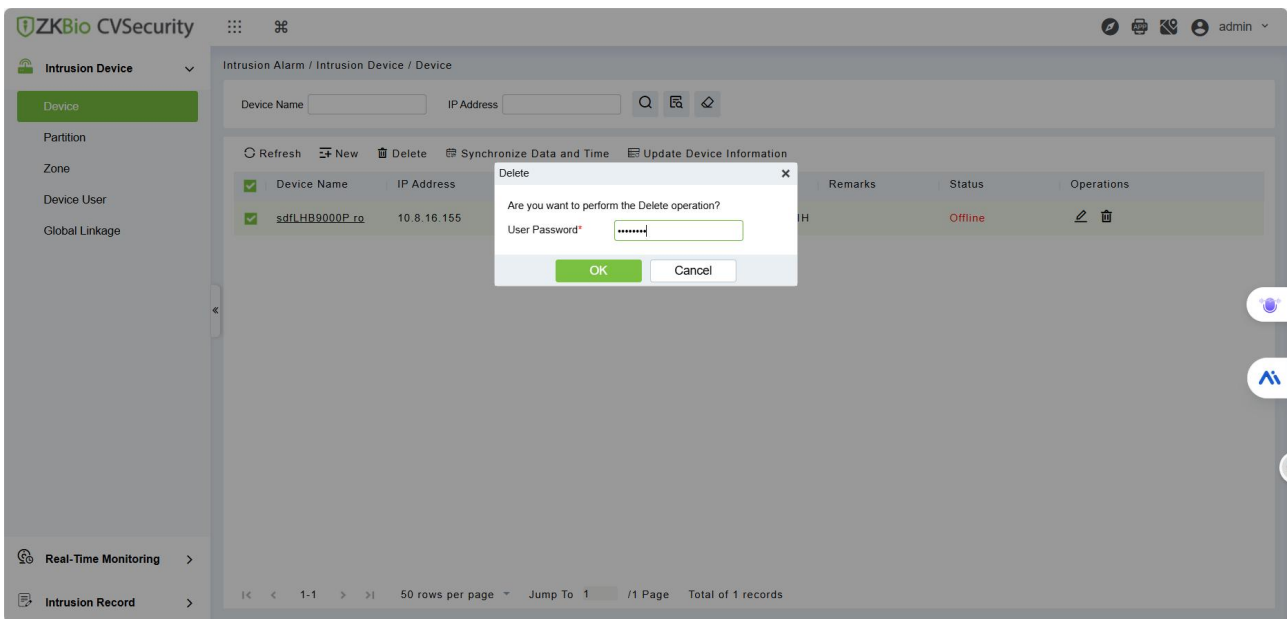 ZKBio CVSecurity
admin
Intrusion Device
Intrusion Alarm / Intrusion Device / Device
Device
Device Name
IP Address
Partition
Zone
Device User
Global Linkage
Refresh New Delete Synchronize Data and Time Update Device Information
Device Name IP Address Remarks Status Operations
sdfLHB9000P ro 10.8.16.155 1H Offline
Delete
Are you want to perform the Delete operation?
User Password*
OK Cancel
Real-Time Monitoring
Intrusion Record
1-1 50 rows per page Jump To 1 /1 Page Total of 1 records